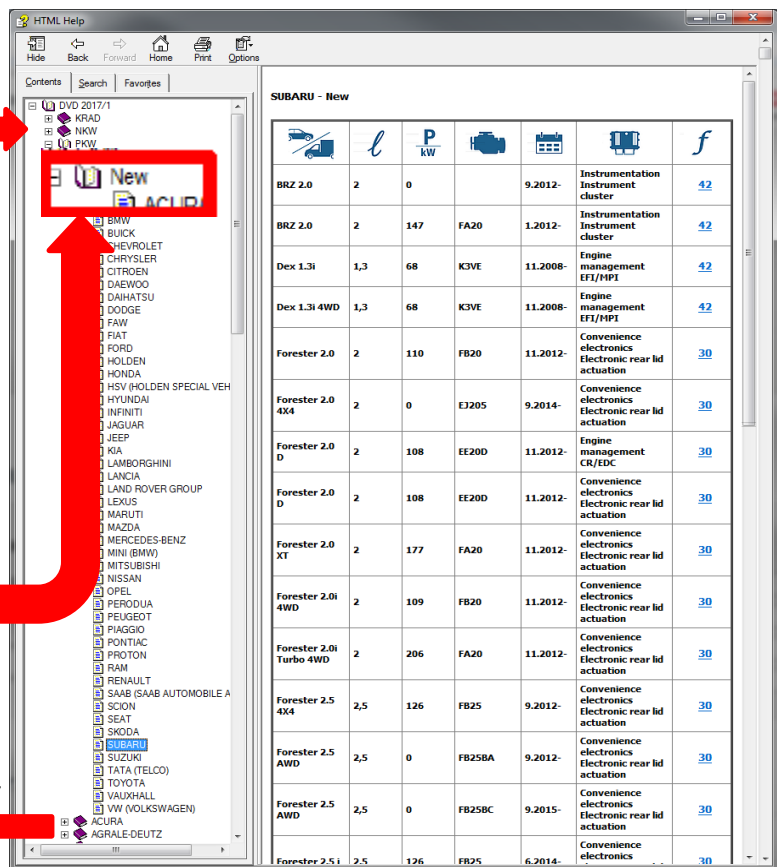 HTML Help
Hide Back Forward Home Print Options
Contents Search Favorites
DVD 2017/1
KRAD
NKW
PKW
New
ACURA
BMW
BUICK
CHEVROLET
CHRYSLER
CITROEN
DAEWOO
DAIHATSU
DODGE
FAW
FIAT
FORD
HOLDEN
HONDA
HSV (HOLDEN SPECIAL VEH
HYUNDAI
INFINITI
JAGUAR
JEEP
KIA
LAMBORGHINI
LANCIA
LAND ROVER GROUP
LEXUS
MARUTI
MAZDA
MERCEDES-BENZ
MINI (BMW)
MITSUBISHI
NISSAN
OPEL
PERODUA
PEUGEOT
PIAGGIO
PONTIAC
PROTON
RAM
RENAULT
SAAB (SAAB AUTOMOBILE A
SCION
SEAT
SKODA
SUBARU
SUZUKI
TATA (TELCO)
TOYOTA
VAUXHALL
VW (VOLKSWAGEN)
ACURA
AGRALE-DEUTZ
SUBARU - New
ℓ P kW f
BRZ 2.0 2 0 9.2012- Instrumentation Instrument cluster 42
BRZ 2.0 2 147 FA20 1.2012- Instrumentation Instrument cluster 42
Dex 1.3i 1,3 68 K3VE 11.2008- Engine management EFI/MPI 42
Dex 1.3i 4WD 1,3 68 K3VE 11.2008- Engine management EFI/MPI 42
Forester 2.0 2 110 FB20 11.2012- Convenience electronics Electronic rear lid actuation 30
Forester 2.0 4X4 2 0 EJ205 9.2014- Convenience electronics Electronic rear lid actuation 30
Forester 2.0 D 2 108 EE20D 11.2012- Engine management CR/EDC 30
Forester 2.0 D 2 108 EE20D 11.2012- Convenience electronics Electronic rear lid actuation 30
Forester 2.0 XT 2 177 FA20 11.2012- Convenience electronics Electronic rear lid actuation 30
Forester 2.0i 4WD 2 109 FB20 11.2012- Convenience electronics Electronic rear lid actuation 30
Forester 2.0i Turbo 4WD 2 206 FA20 11.2012- Convenience electronics Electronic rear lid actuation 30
Forester 2.5 4X4 2,5 126 FB25 9.2012- Convenience electronics Electronic rear lid actuation 30
Forester 2.5 AWD 2,5 0 FB25BA 9.2012- Convenience electronics Electronic rear lid actuation 30
Forester 2.5 AWD 2,5 0 FB25BC 9.2015- Convenience electronics Electronic rear lid actuation 30
Forester 2.5 i 2,5 126 FB25 6.2014- Convenience electronics 30